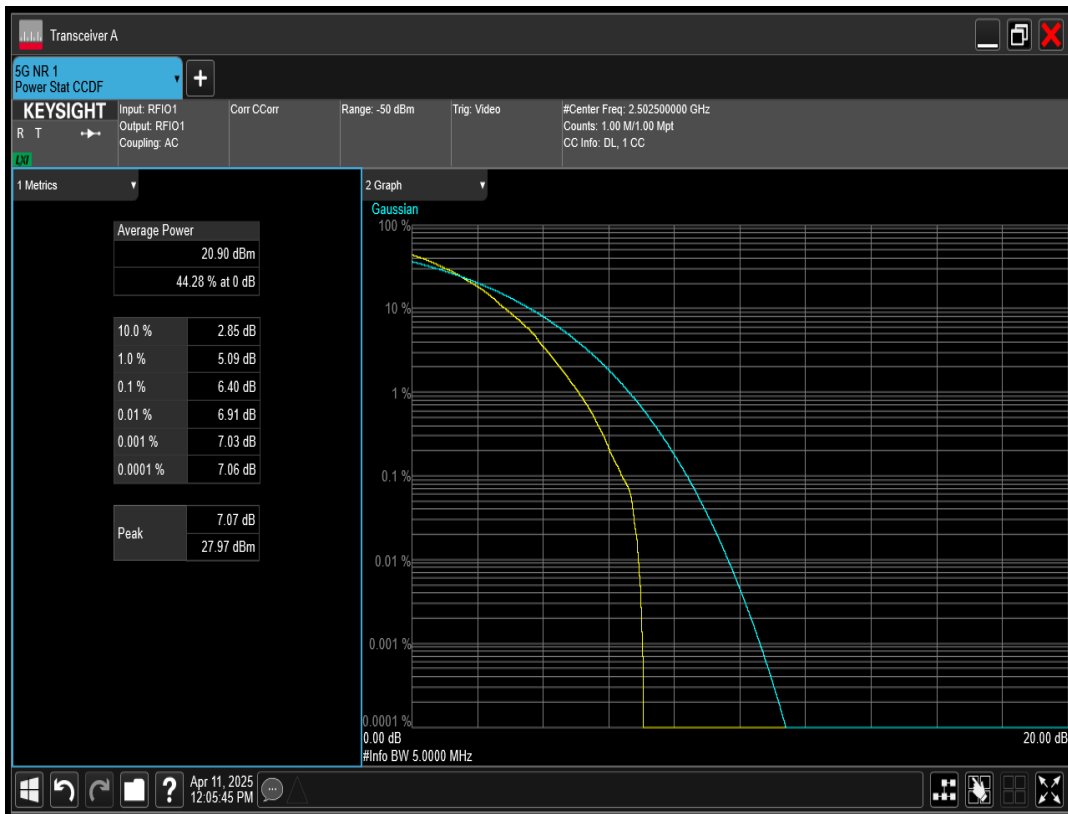 Transceiver A
5G NR 1
Power Stat CCDF
+
KEYSIGHT
R T
LXI
Input: RFIO1
Output: RFIO1
Coupling: AC
Corr CCorr
Range: -50 dBm
Trig: Video
#Center Freq: 2.502500000 GHz
Counts: 1.00 M/1.00 Mpt
CC Info: DL, 1 CC
1 Metrics
Average Power
20.90 dBm
44.28 % at 0 dB
10.0 % 2.85 dB
1.0 % 5.09 dB
0.1 % 6.40 dB
0.01 % 6.91 dB
0.001 % 7.03 dB
0.0001 % 7.06 dB
Peak 7.07 dB
27.97 dBm
2 Graph
Gaussian
100 %
10 %
1 %
0.1 %
0.01 %
0.001 %
0.0001 %
0.00 dB 20.00 dB
#Info BW 5.0000 MHz
?
Apr 11, 2025
12:05:45 PM